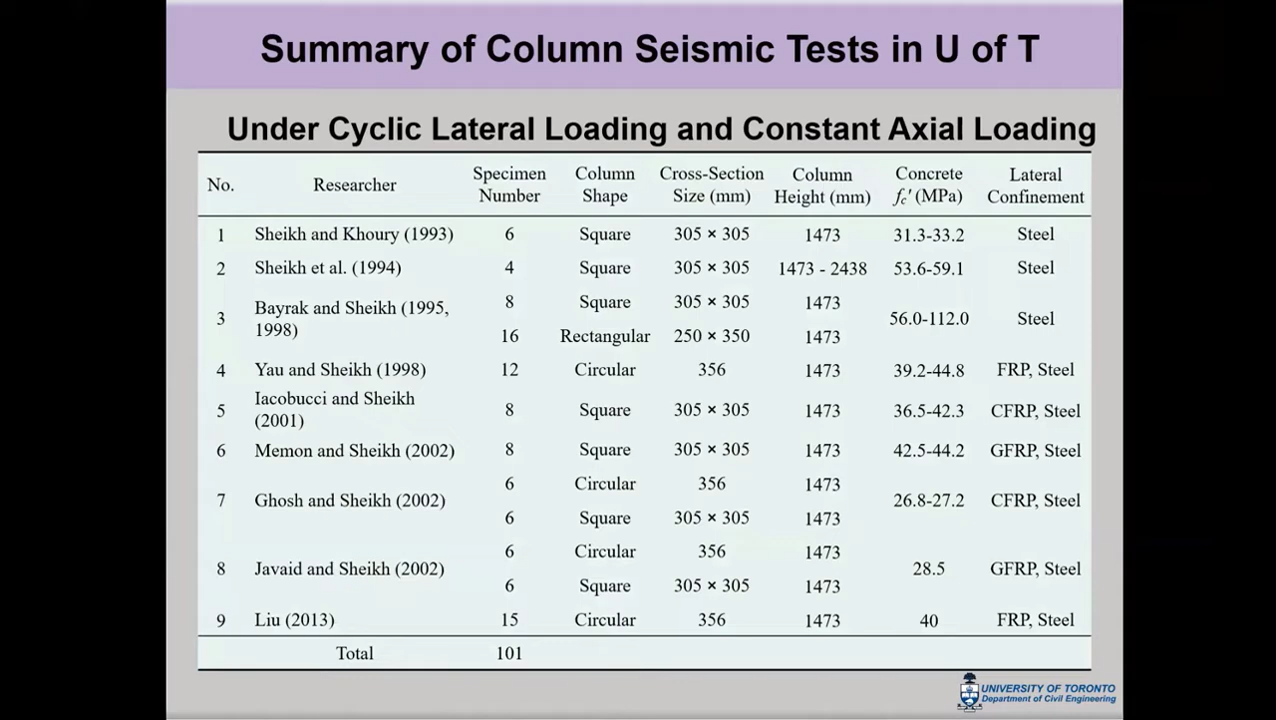 Summary of Column Seismic Tests in U of T
Under Cyclic Lateral Loading and Constant Axial Loading
No. Researcher Specimen Number Column Shape Cross-Section Size (mm) Column Height (mm) Concrete fc′ (MPa) Lateral Confinement
1 Sheikh and Khoury (1993) 6 Square 305 × 305 1473 31.3-33.2 Steel
2 Sheikh et al. (1994) 4 Square 305 × 305 1473 - 2438 53.6-59.1 Steel
3 Bayrak and Sheikh (1995, 1998) 8 Square 305 × 305 1473 56.0-112.0 Steel
16 Rectangular 250 × 350 1473
4 Yau and Sheikh (1998) 12 Circular 356 1473 39.2-44.8 FRP, Steel
5 Iacobucci and Sheikh (2001) 8 Square 305 × 305 1473 36.5-42.3 CFRP, Steel
6 Memon and Sheikh (2002) 8 Square 305 × 305 1473 42.5-44.2 GFRP, Steel
7 Ghosh and Sheikh (2002) 6 Circular 356 1473 26.8-27.2 CFRP, Steel
6 Square 305 × 305 1473
8 Javaid and Sheikh (2002) 6 Circular 356 1473 28.5 GFRP, Steel
6 Square 305 × 305 1473
9 Liu (2013) 15 Circular 356 1473 40 FRP, Steel
Total 101
UNIVERSITY OF TORONTO
Department of Civil Engineering